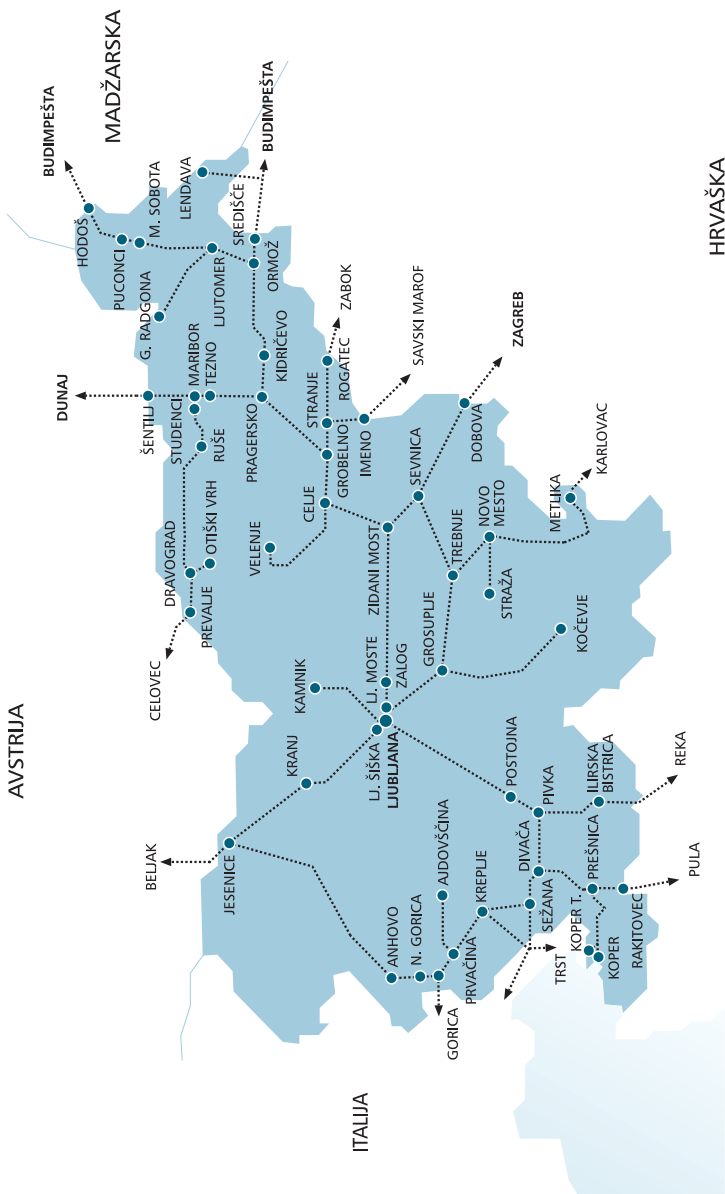 AVSTRIJA
MADŽARSKA
HRVAŠKA
ITALIJA
BUDIMPEŠTA
HODOŠ
PUCONCI
M. SOBOTA
LENDAVA
BUDIMPEŠTA
SREDIŠČE
ORMOŽ
LJUTOMER
G. RADGONA
DUNAJ
ŠENTILJ
STUDENCI
MARIBOR
TEZNO
RUŠE
KIDRIČEVO
PRAGERSKO
ZABOK
ROGATEC
STRANJE
SAVSKI MAROF
IMENO
GROBELNO
CELJE
VELENJE
DRAVOGRAD
OTIŠKI VRH
PREVALJE
CELOVEC
ZAGREB
DOBOVA
SEVNICA
ZIDANI MOST
TREBNJE
NOVO
MESTO
STRAŽA
METLIKA
KARLOVAC
KOČEVJE
GROSUPLJE
ZALOG
LJ. MOSTE
KAMNIK
LJ. ŠIŠKA
LJUBLJANA
KRANJ
BELJAK
JESENICE
POSTOJNA
PIVKA
ILIRSKA
BISTRICA
REKA
DIVAČA
PREŠNICA
PULA
RAKITOVEC
KOPER T.
KOPER
SEŽANA
TRST
KREPLJE
AJDOVŠČINA
PRVAČINA
ANHOVO
N. GORICA
GORICA